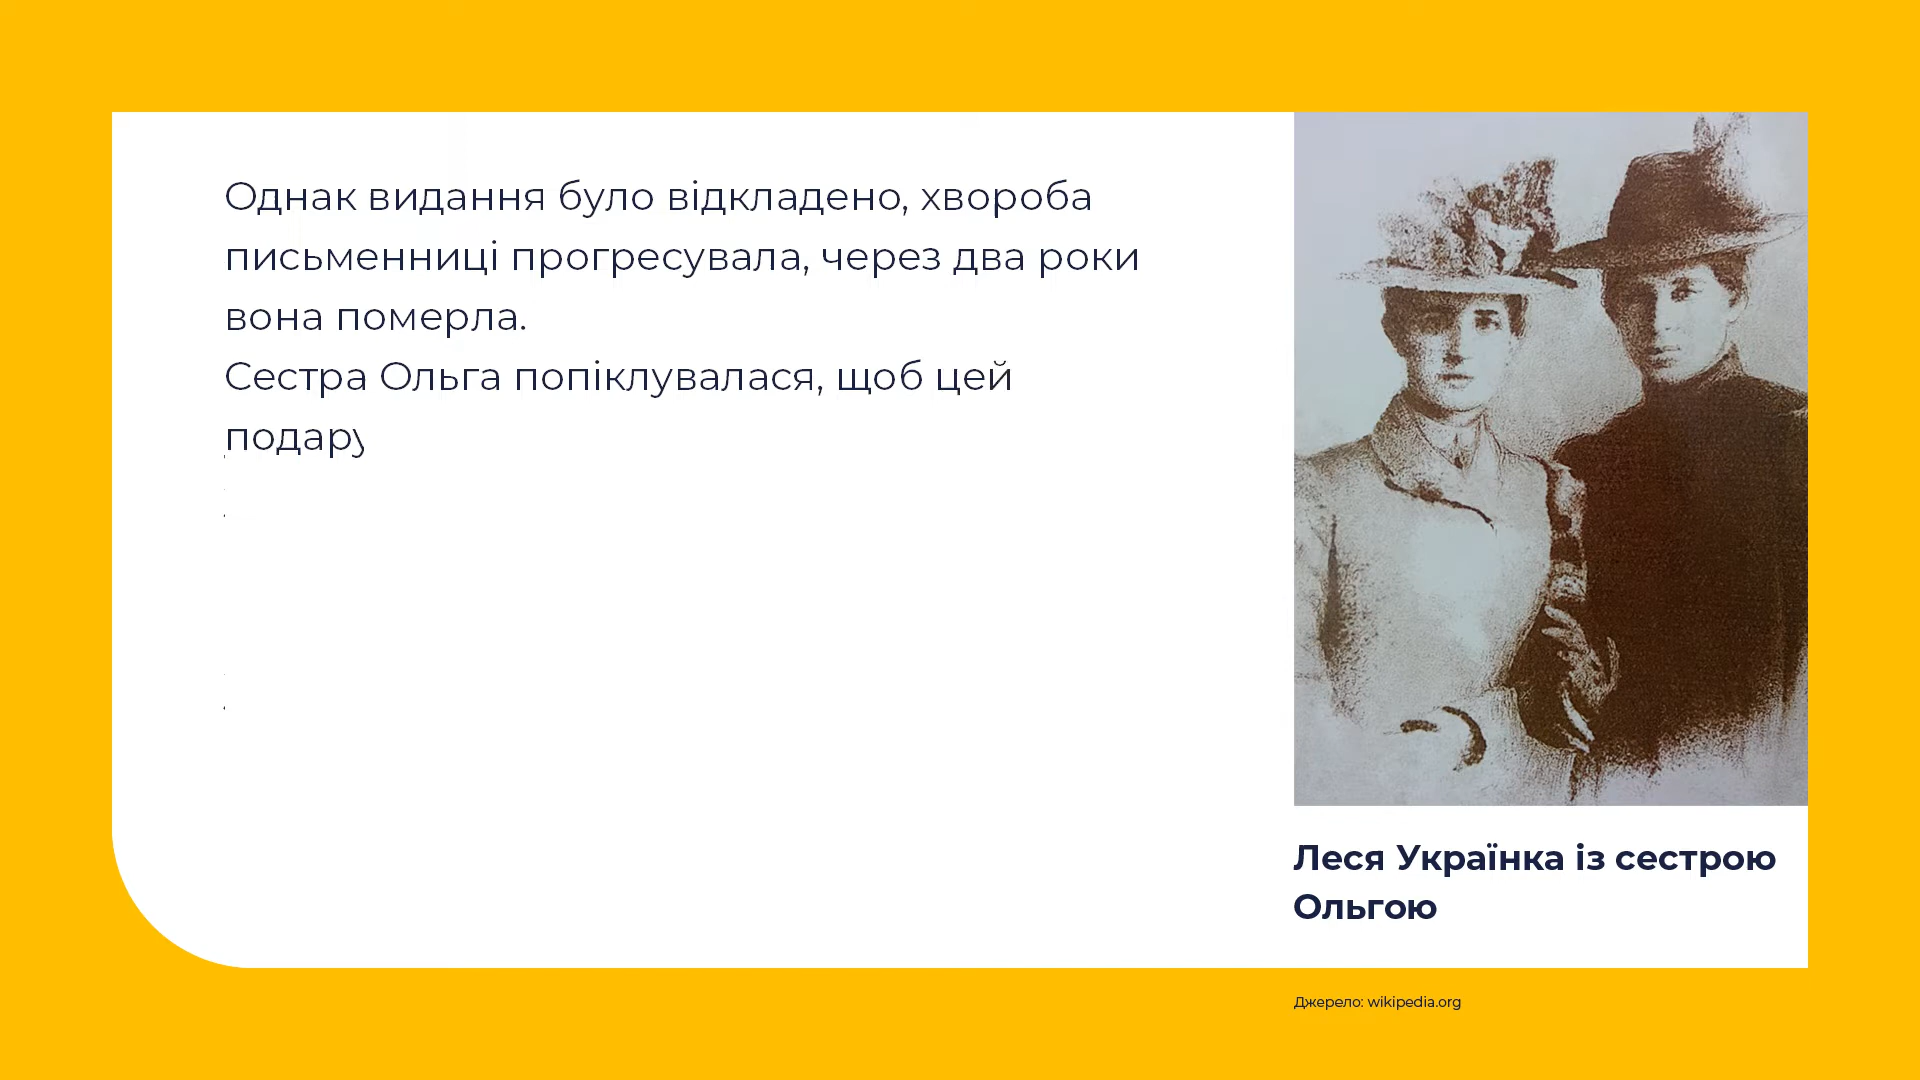 Однак видання було відкладено, хвороба
письменниці прогресувала, через два роки
вона померла.
Сестра Ольга попіклувалася, щоб цей
подару
Леся Українка із сестрою
Ольгою
Джерело: wikipedia.org